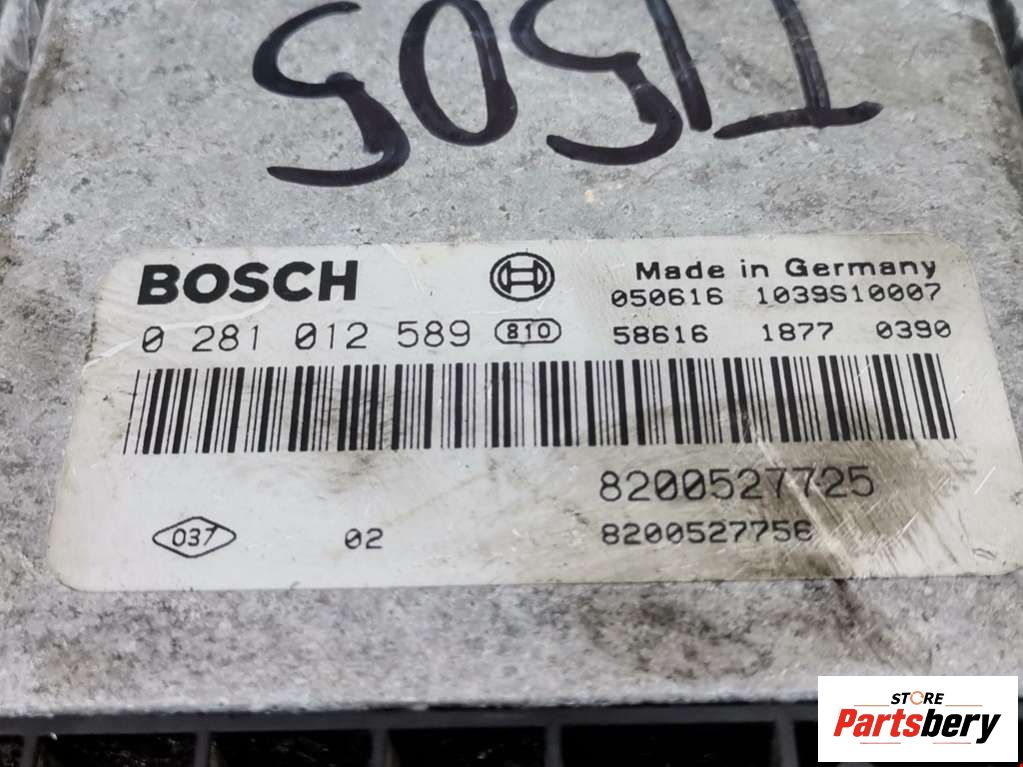 T1505
BOSCH
Made in Germany
050616 1039S10007
0 281 012 589 810
58616 1877 0390
8200527725
037 02 8200527756
STORE
Partsbery